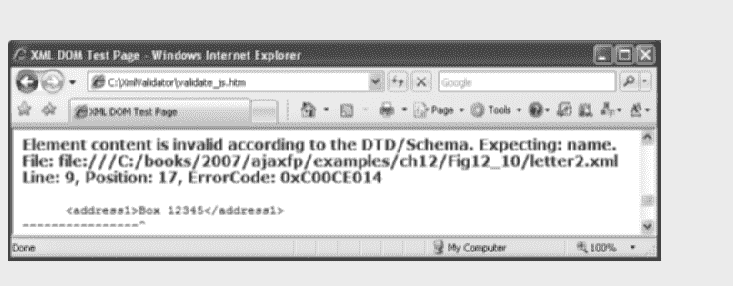 XML DOM Test Page - Windows Internet Explorer
C:\XmlValidator\validate_js.htm
Google
XML DOM Test Page
Page Tools
Element content is invalid according to the DTD/Schema. Expecting: name.
File: file:///C:/books/2007/ajaxfp/examples/ch12/Fig12_10/letter2.xml
Line: 9, Position: 17, ErrorCode: 0xC00CE014
<address1>Box 12345</address1>
----------------^
Done My Computer 100%